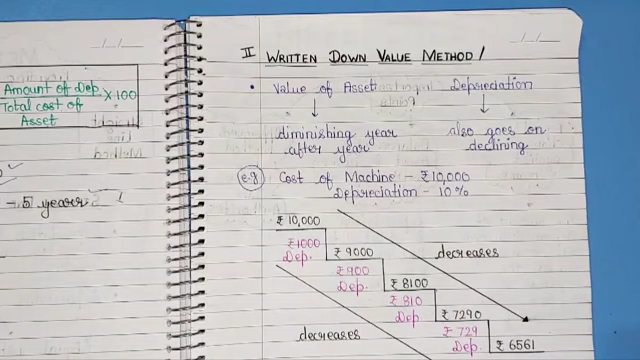 Amount of Dep × 100
Total cost of
Asset
- 5 years
II WRITTEN DOWN VALUE METHOD /
• Value of Asset Depreciation
↓ ↓
diminishing year also goes on
after year declining
e.g Cost of Machine - ₹10,000
Depreciation - 10%
₹ 10,000
₹1000 ₹ 9000 decreases
Dep. ₹900 ₹ 8100
Dep. ₹ 810 ₹ 7290
decreases Dep ₹ 729
Dep. ₹ 6561